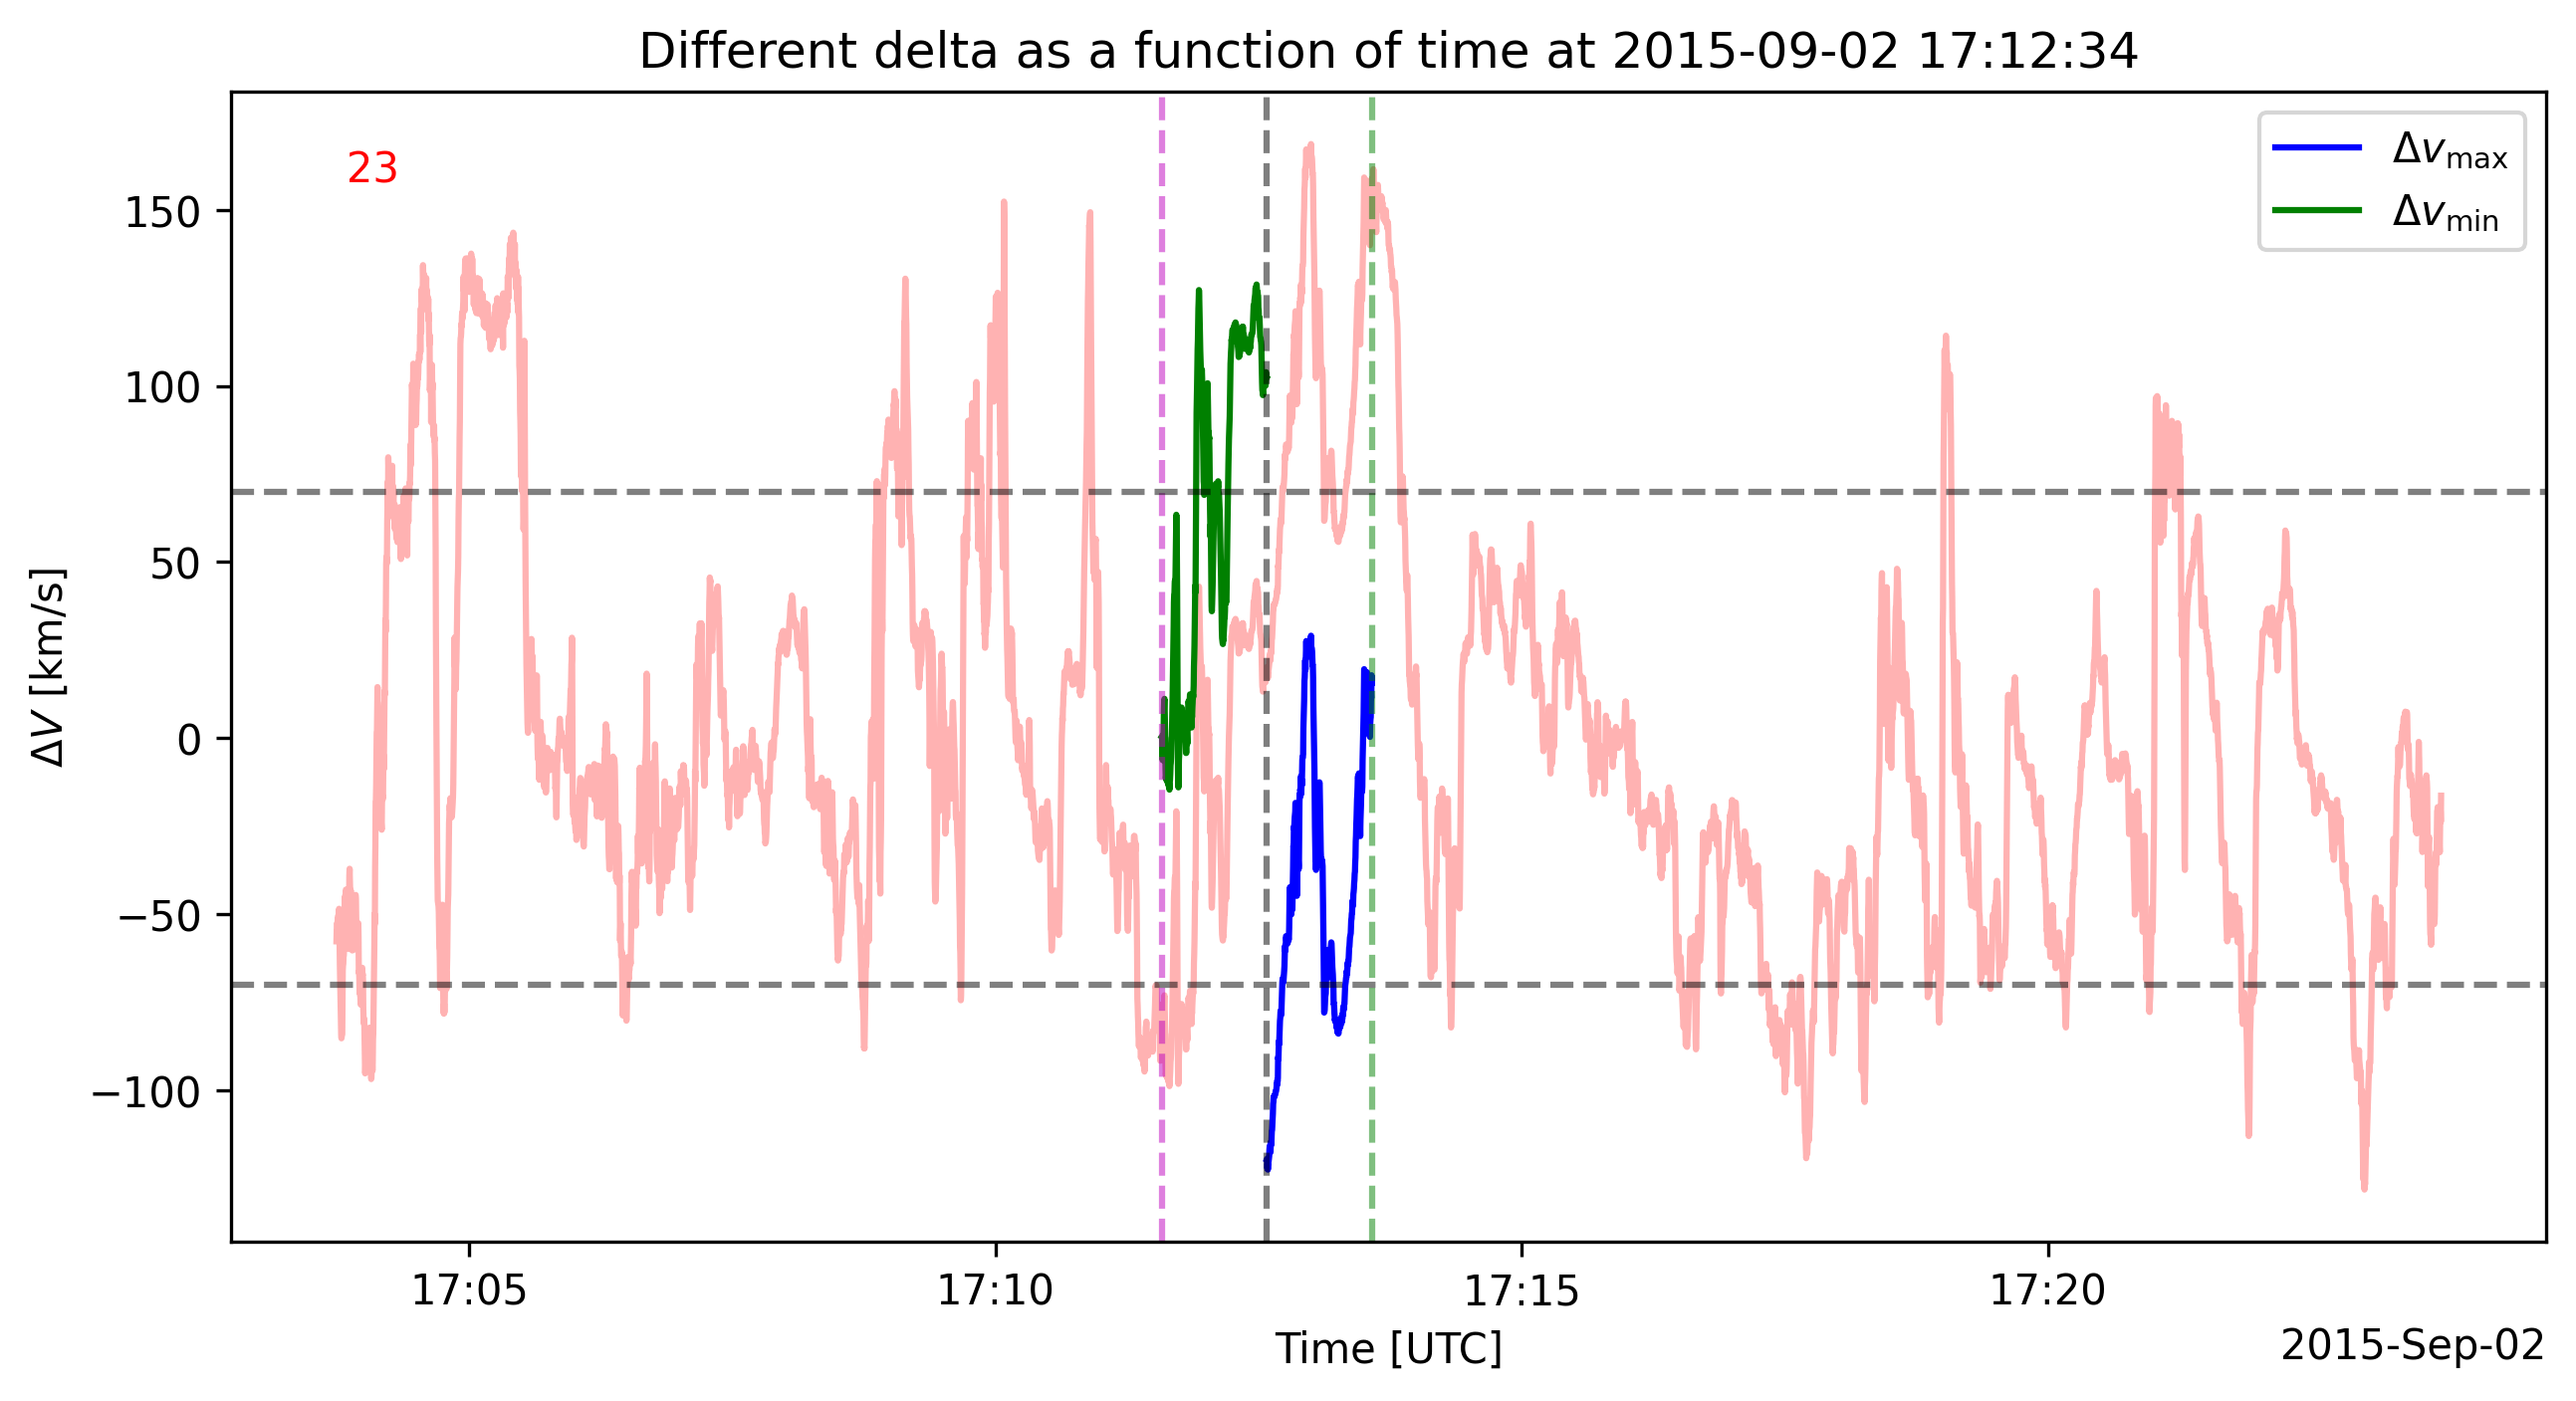 Different delta as a function of time at 2015-09-02 17:12:34
23
Δv_max
Δv_min
150
100
50
0
−50
−100
ΔV [km/s]
17:05
17:10
17:15
17:20
Time [UTC]
2015-Sep-02